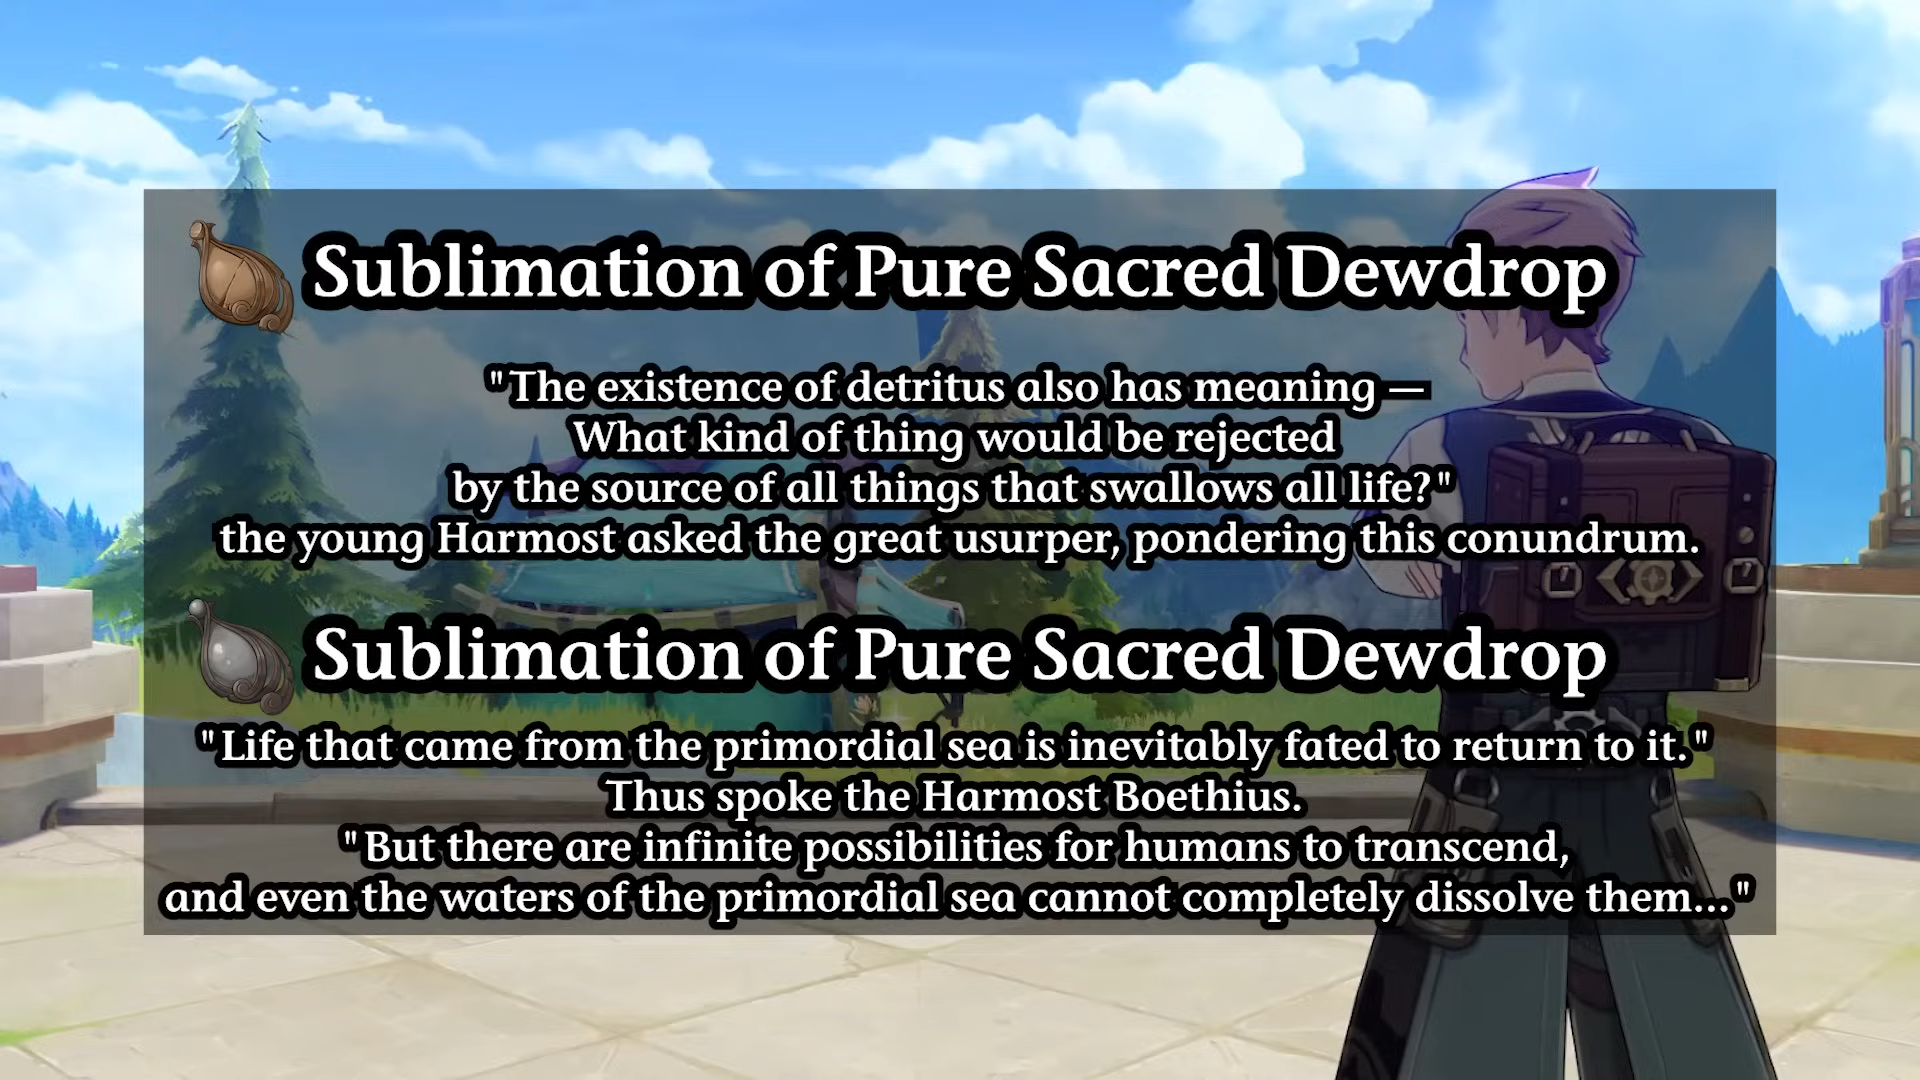 Sublimation of Pure Sacred Dewdrop
"The existence of detritus also has meaning —
What kind of thing would be rejected
by the source of all things that swallows all life?"
the young Harmost asked the great usurper, pondering this conundrum.
Sublimation of Pure Sacred Dewdrop
"Life that came from the primordial sea is inevitably fated to return to it."
Thus spoke the Harmost Boethius.
"But there are infinite possibilities for humans to transcend,
and even the waters of the primordial sea cannot completely dissolve them..."